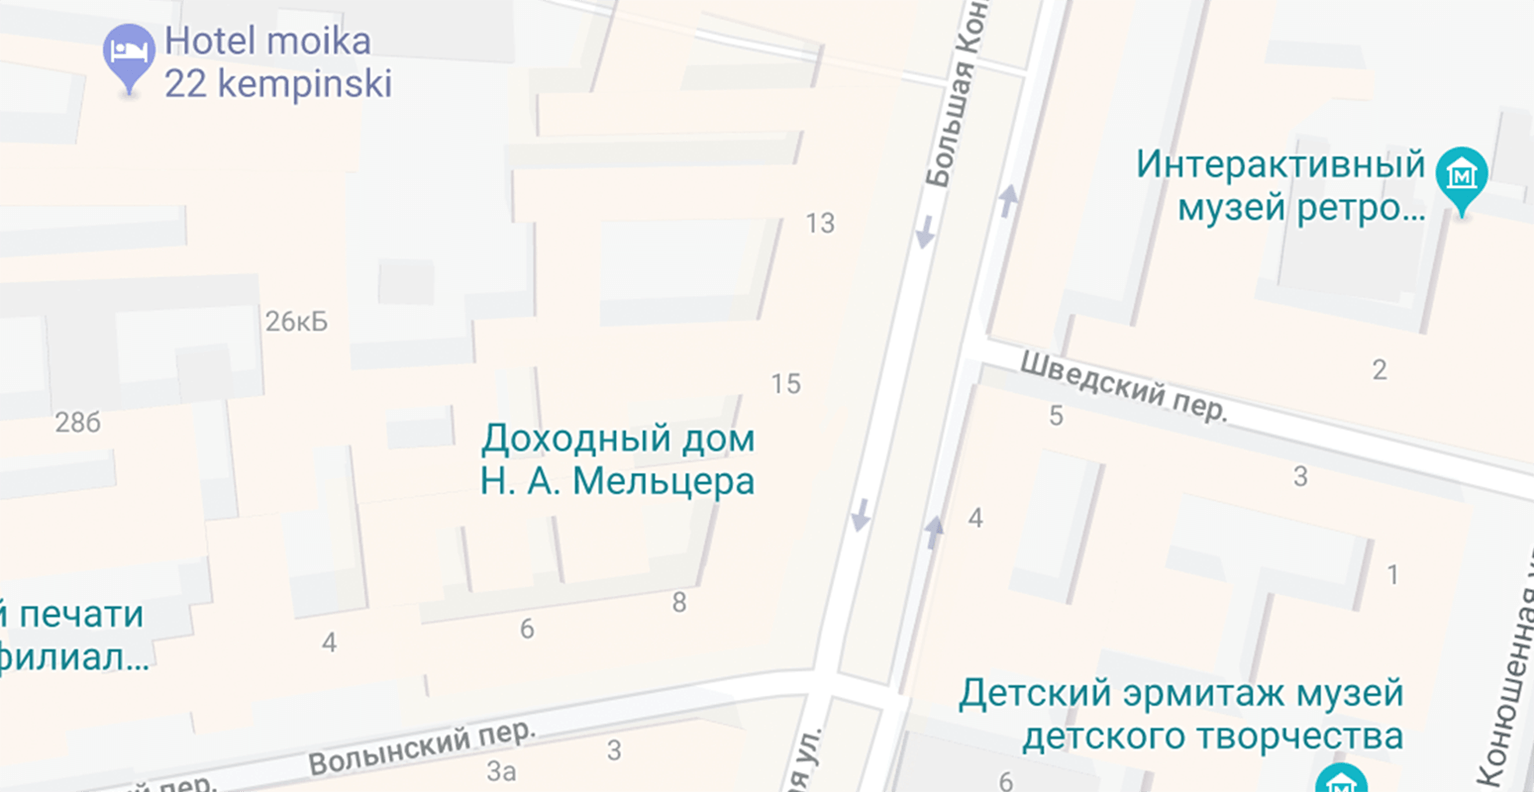 Hotel moika
22 kempinski
Большая Кон
Интерактивный
музей ретро...
13
26кБ
2
15
Шведский пер.
5
28б
Доходный дом
Н. А. Мельцера
3
4
1
8
й печати
филиал...
4
6
Детский эрмитаж музей
детского творчества
Конюшенная у
Волынский пер.
3
3а
ая ул.
6
й пер.